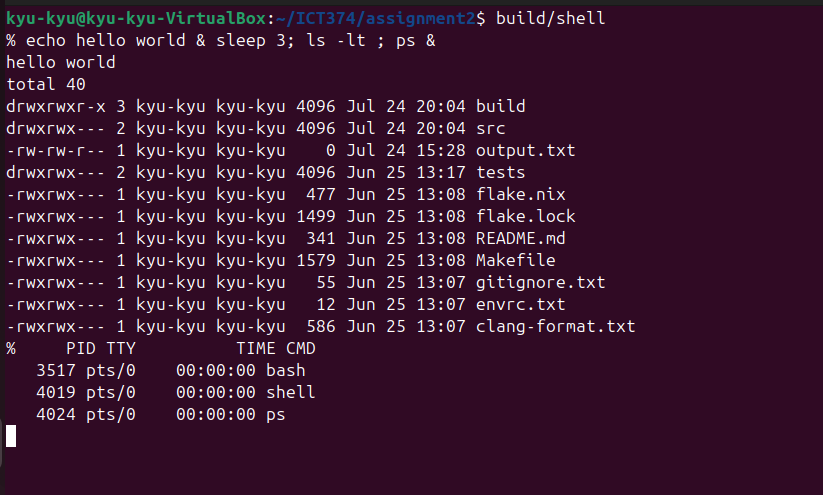 kyu-kyu@kyu-kyu-VirtualBox:~/ICT374/assignment2$ build/shell
% echo hello world & sleep 3; ls -lt ; ps &
hello world
total 40
drwxrwxr-x 3 kyu-kyu kyu-kyu 4096 Jul 24 20:04 build
drwxrwx--- 2 kyu-kyu kyu-kyu 4096 Jul 24 20:04 src
-rw-rw-r-- 1 kyu-kyu kyu-kyu    0 Jul 24 15:28 output.txt
drwxrwx--- 2 kyu-kyu kyu-kyu 4096 Jun 25 13:17 tests
-rwxrwx--- 1 kyu-kyu kyu-kyu  477 Jun 25 13:08 flake.nix
-rwxrwx--- 1 kyu-kyu kyu-kyu 1499 Jun 25 13:08 flake.lock
-rwxrwx--- 1 kyu-kyu kyu-kyu  341 Jun 25 13:08 README.md
-rwxrwx--- 1 kyu-kyu kyu-kyu 1579 Jun 25 13:08 Makefile
-rwxrwx--- 1 kyu-kyu kyu-kyu   55 Jun 25 13:07 gitignore.txt
-rwxrwx--- 1 kyu-kyu kyu-kyu   12 Jun 25 13:07 envrc.txt
-rwxrwx--- 1 kyu-kyu kyu-kyu  586 Jun 25 13:07 clang-format.txt
%     PID TTY          TIME CMD
   3517 pts/0    00:00:00 bash
   4019 pts/0    00:00:00 shell
   4024 pts/0    00:00:00 ps